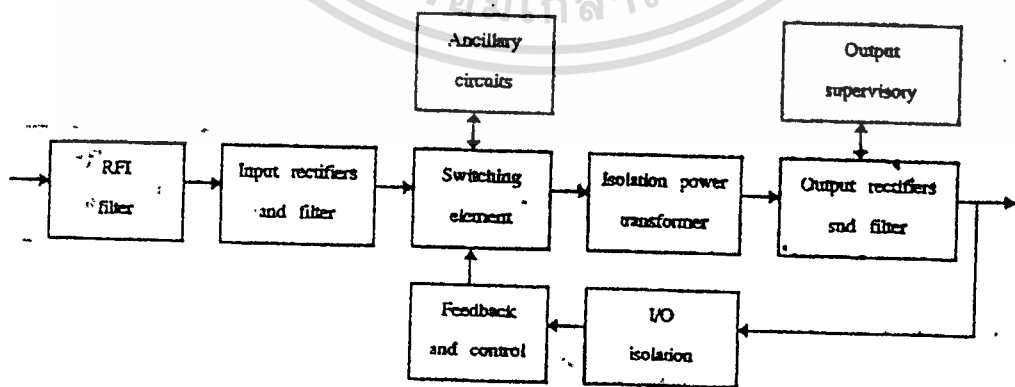 Ancillary
circuits
Output
supervisory
RFI
filter
Input rectifiers
and filter
Switching
element
Isolation power
transformer
Output rectifiers
snd filter
Feedback
and control
I/O
isolation